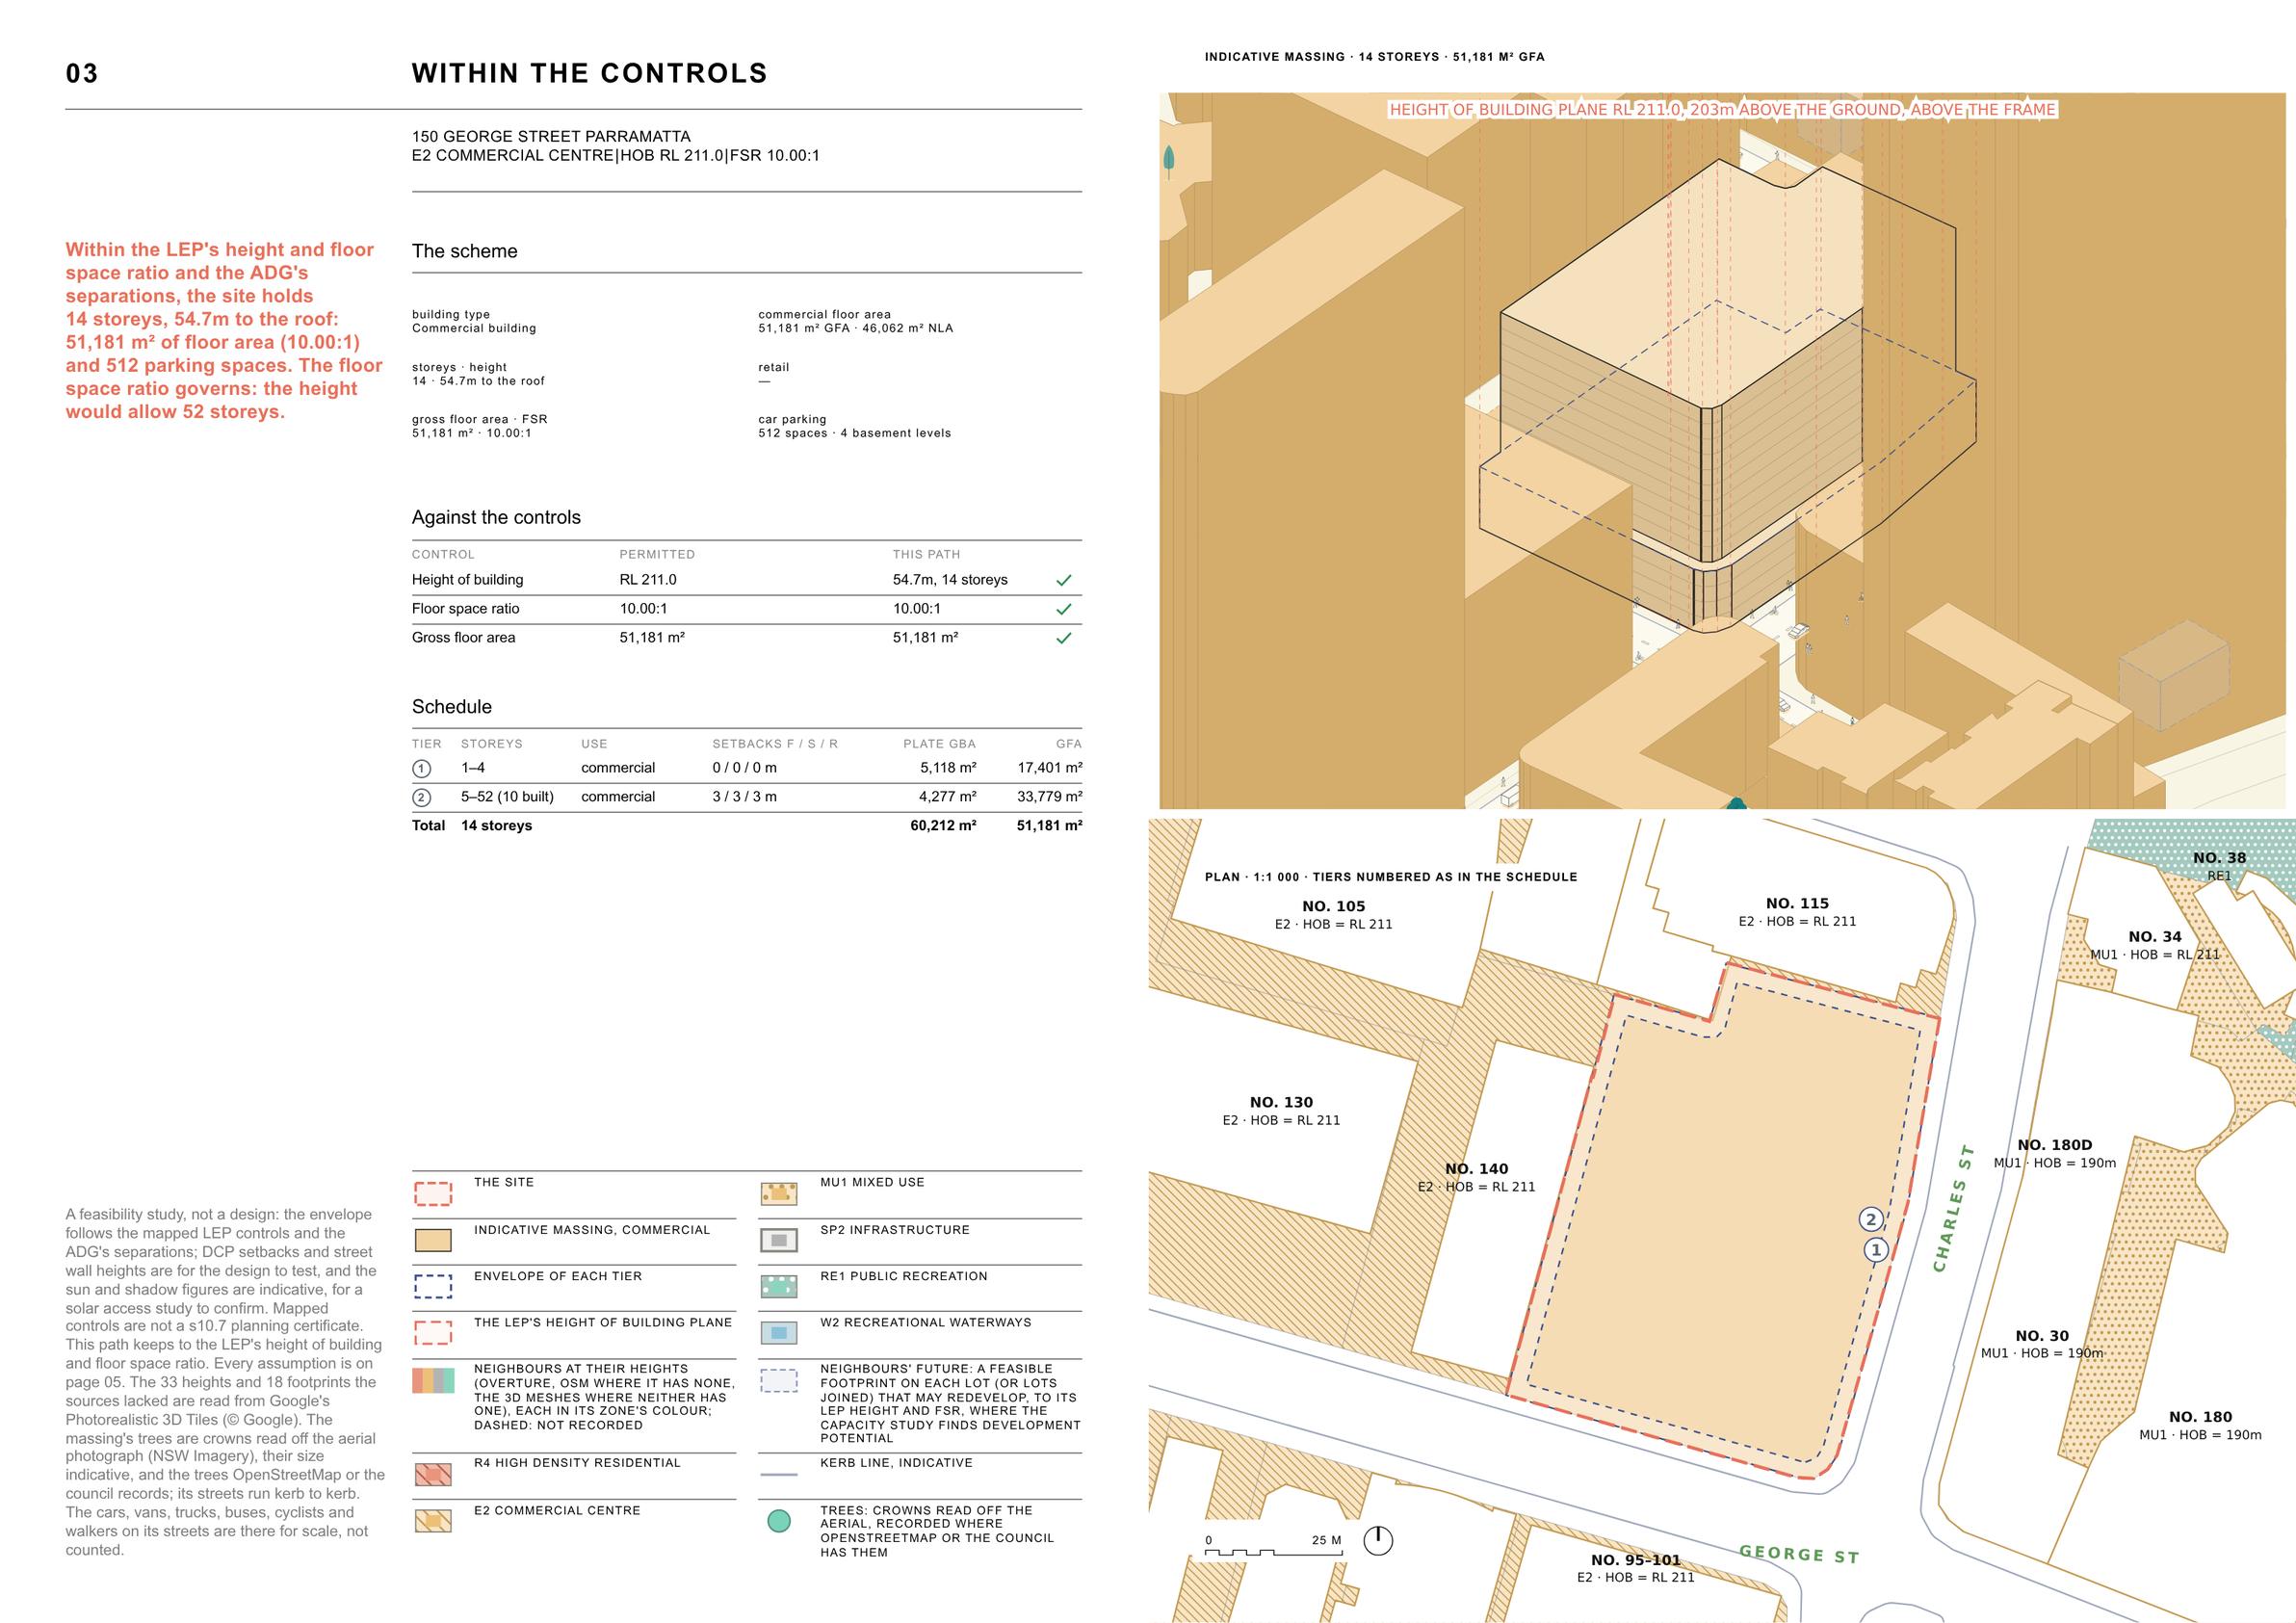 03
WITHIN THE CONTROLS
150 GEORGE STREET PARRAMATTA
E2 COMMERCIAL CENTRE|HOB RL 211.0|FSR 10.00:1
Within the LEP's height and floor
space ratio and the ADG's
separations, the site holds
14 storeys, 54.7m to the roof:
51,181 m² of floor area (10.00:1)
and 512 parking spaces. The floor
space ratio governs: the height
would allow 52 storeys.
The scheme
building type
Commercial building
commercial floor area
51,181 m² GFA · 46,062 m² NLA
storeys · height
14 · 54.7m to the roof
retail
—
gross floor area · FSR
51,181 m² · 10.00:1
car parking
512 spaces · 4 basement levels
Against the controls
CONTROL PERMITTED THIS PATH
Height of building RL 211.0 54.7m, 14 storeys ✓
Floor space ratio 10.00:1 10.00:1 ✓
Gross floor area 51,181 m² 51,181 m² ✓
Schedule
TIER STOREYS USE SETBACKS F / S / R PLATE GBA GFA
1 1–4 commercial 0 / 0 / 0 m 5,118 m² 17,401 m²
2 5–52 (10 built) commercial 3 / 3 / 3 m 4,277 m² 33,779 m²
Total 14 storeys 60,212 m² 51,181 m²
A feasibility study, not a design: the envelope
follows the mapped LEP controls and the
ADG's separations; DCP setbacks and street
wall heights are for the design to test, and the
sun and shadow figures are indicative, for a
solar access study to confirm. Mapped
controls are not a s10.7 planning certificate.
This path keeps to the LEP's height of building
and floor space ratio. Every assumption is on
page 05. The 33 heights and 18 footprints the
sources lacked are read from Google's
Photorealistic 3D Tiles (© Google). The
massing's trees are crowns read off the aerial
photograph (NSW Imagery), their size
indicative, and the trees OpenStreetMap or the
council records; its streets run kerb to kerb.
The cars, vans, trucks, buses, cyclists and
walkers on its streets are there for scale, not
counted.
THE SITE
INDICATIVE MASSING, COMMERCIAL
ENVELOPE OF EACH TIER
THE LEP'S HEIGHT OF BUILDING PLANE
NEIGHBOURS AT THEIR HEIGHTS
(OVERTURE, OSM WHERE IT HAS NONE,
THE 3D MESHES WHERE NEITHER HAS
ONE), EACH IN ITS ZONE'S COLOUR;
DASHED: NOT RECORDED
R4 HIGH DENSITY RESIDENTIAL
E2 COMMERCIAL CENTRE
MU1 MIXED USE
SP2 INFRASTRUCTURE
RE1 PUBLIC RECREATION
W2 RECREATIONAL WATERWAYS
NEIGHBOURS' FUTURE: A FEASIBLE
FOOTPRINT ON EACH LOT (OR LOTS
JOINED) THAT MAY REDEVELOP, TO ITS
LEP HEIGHT AND FSR, WHERE THE
CAPACITY STUDY FINDS DEVELOPMENT
POTENTIAL
KERB LINE, INDICATIVE
TREES: CROWNS READ OFF THE
AERIAL, RECORDED WHERE
OPENSTREETMAP OR THE COUNCIL
HAS THEM
INDICATIVE MASSING · 14 STOREYS · 51,181 M² GFA
HEIGHT OF BUILDING PLANE RL 211.0, 203m ABOVE THE GROUND, ABOVE THE FRAME
PLAN · 1:1 000 · TIERS NUMBERED AS IN THE SCHEDULE
NO. 105
E2 · HOB = RL 211
NO. 115
E2 · HOB = RL 211
NO. 38
RE1
NO. 34
MU1 · HOB = RL 211
NO. 130
E2 · HOB = RL 211
NO. 140
E2 · HOB = RL 211
NO. 180D
MU1 · HOB = 190m
2
1
CHARLES ST
NO. 30
MU1 · HOB = 190m
NO. 180
MU1 · HOB = 190m
0 25 M
NO. 95–101
E2 · HOB = RL 211
GEORGE ST